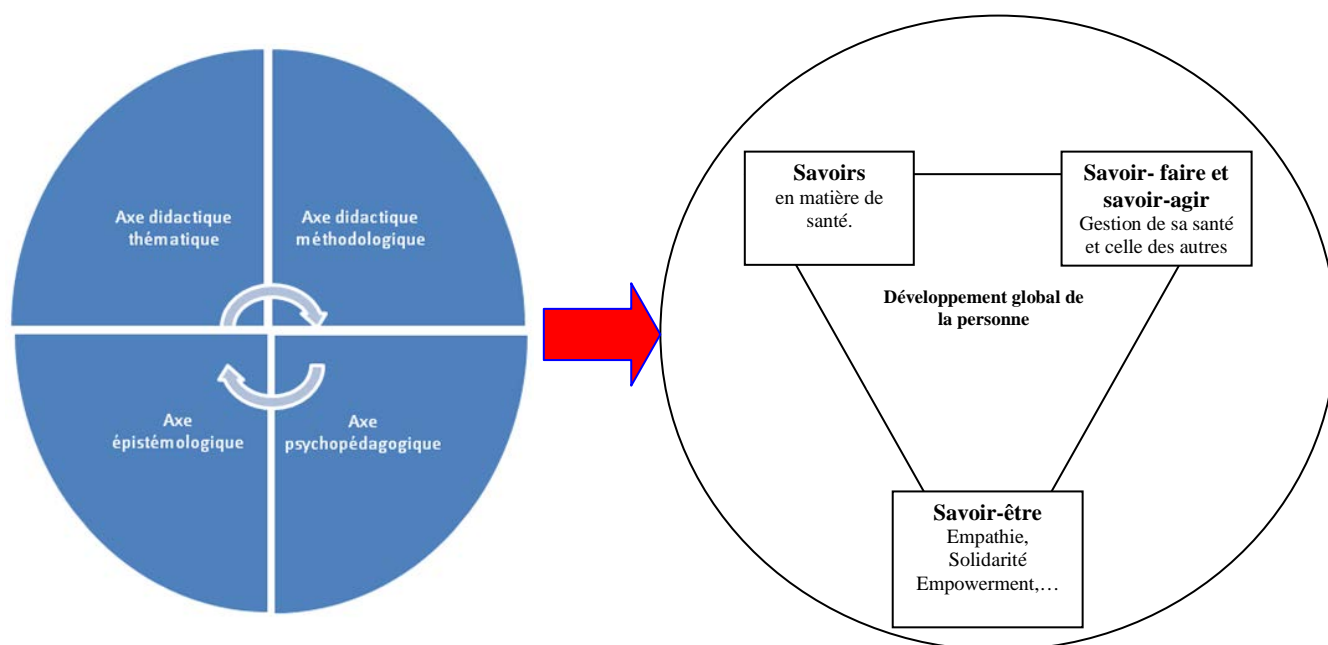 Axe didactique
thématique
Axe didactique
méthodologique
Axe
épistémologique
Axe
psychopédagogique
Savoirs
en matière de
santé.
Savoir- faire et
savoir-agir
Gestion de sa santé
et celle des autres
Développement global de
la personne
Savoir-être
Empathie,
Solidarité
Empowerment,…